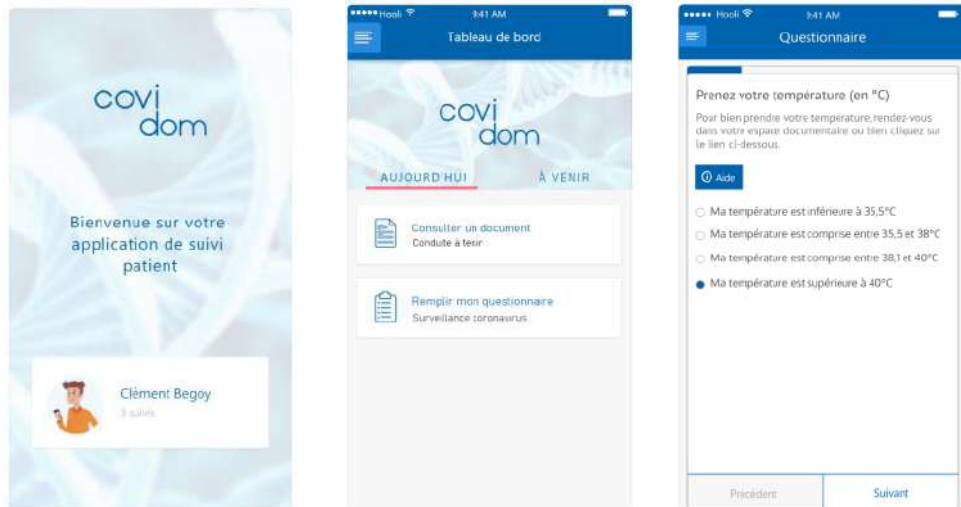 covi
dom
Bienvenue sur votre
application de suivi
patient
Clément Begoy
3 suivis
Hooli 9:41 AM
Tableau de bord
covi
dom
AUJOURD'HUI À VENIR
Consulter un document
Conduite à tenir
Remplir mon questionnaire
Surveillance coronavirus
Hooli 9:41 AM
Questionnaire
Prenez votre température (en °C)
Pour bien prendre votre température, rendez-vous
dans votre espace documentaire ou bien cliquez sur
le lien ci-dessous.
Aide
Ma température est inférieure à 35,5°C
Ma température est comprise entre 35,5 et 38°C
Ma température est comprise entre 38,1 et 40°C
Ma température est supérieure à 40°C
Précédent Suivant